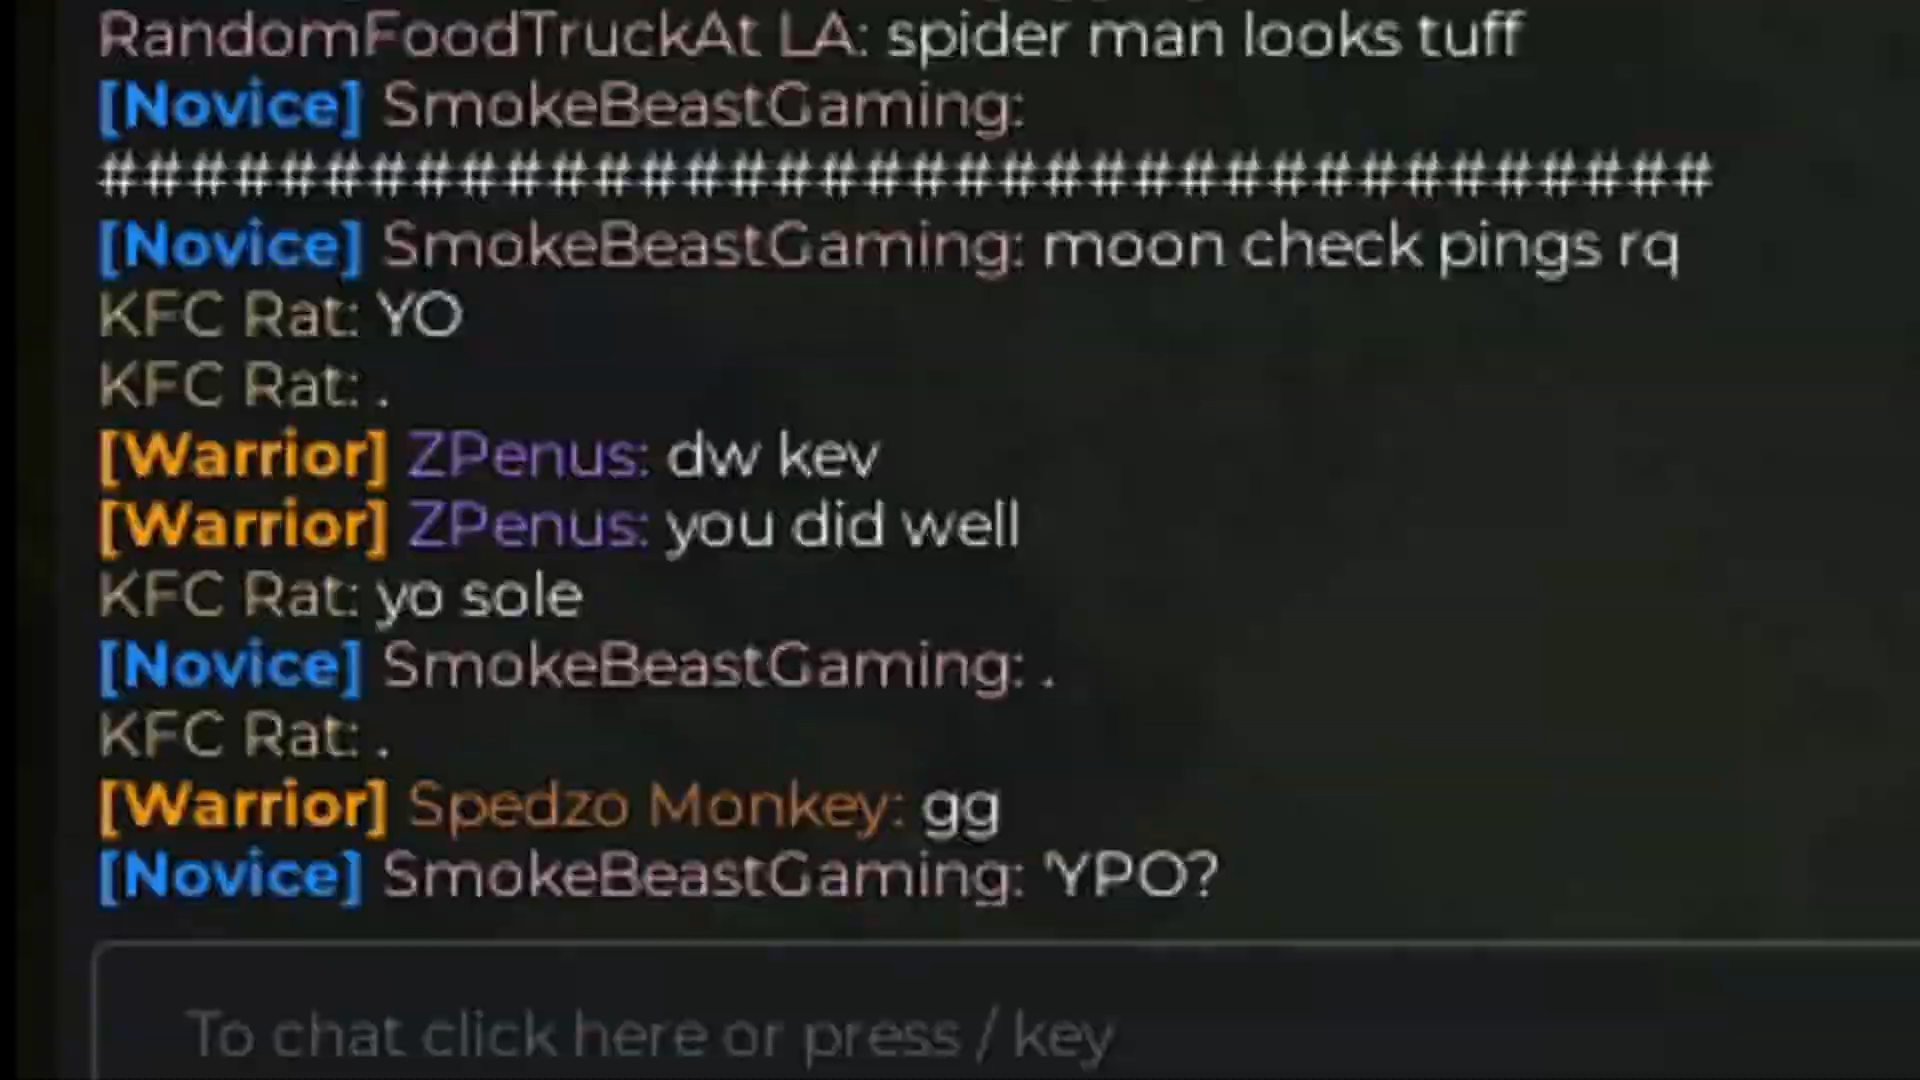 RandomFoodTruckAt LA: spider man looks tuff
[Novice] SmokeBeastGaming:
####################################
[Novice] SmokeBeastGaming: moon check pings rq
KFC Rat: YO
KFC Rat: .
[Warrior] ZPenus: dw kev
[Warrior] ZPenus: you did well
KFC Rat: yo sole
[Novice] SmokeBeastGaming: .
KFC Rat: .
[Warrior] Spedzo Monkey: gg
[Novice] SmokeBeastGaming: 'YPO?
To chat click here or press / key